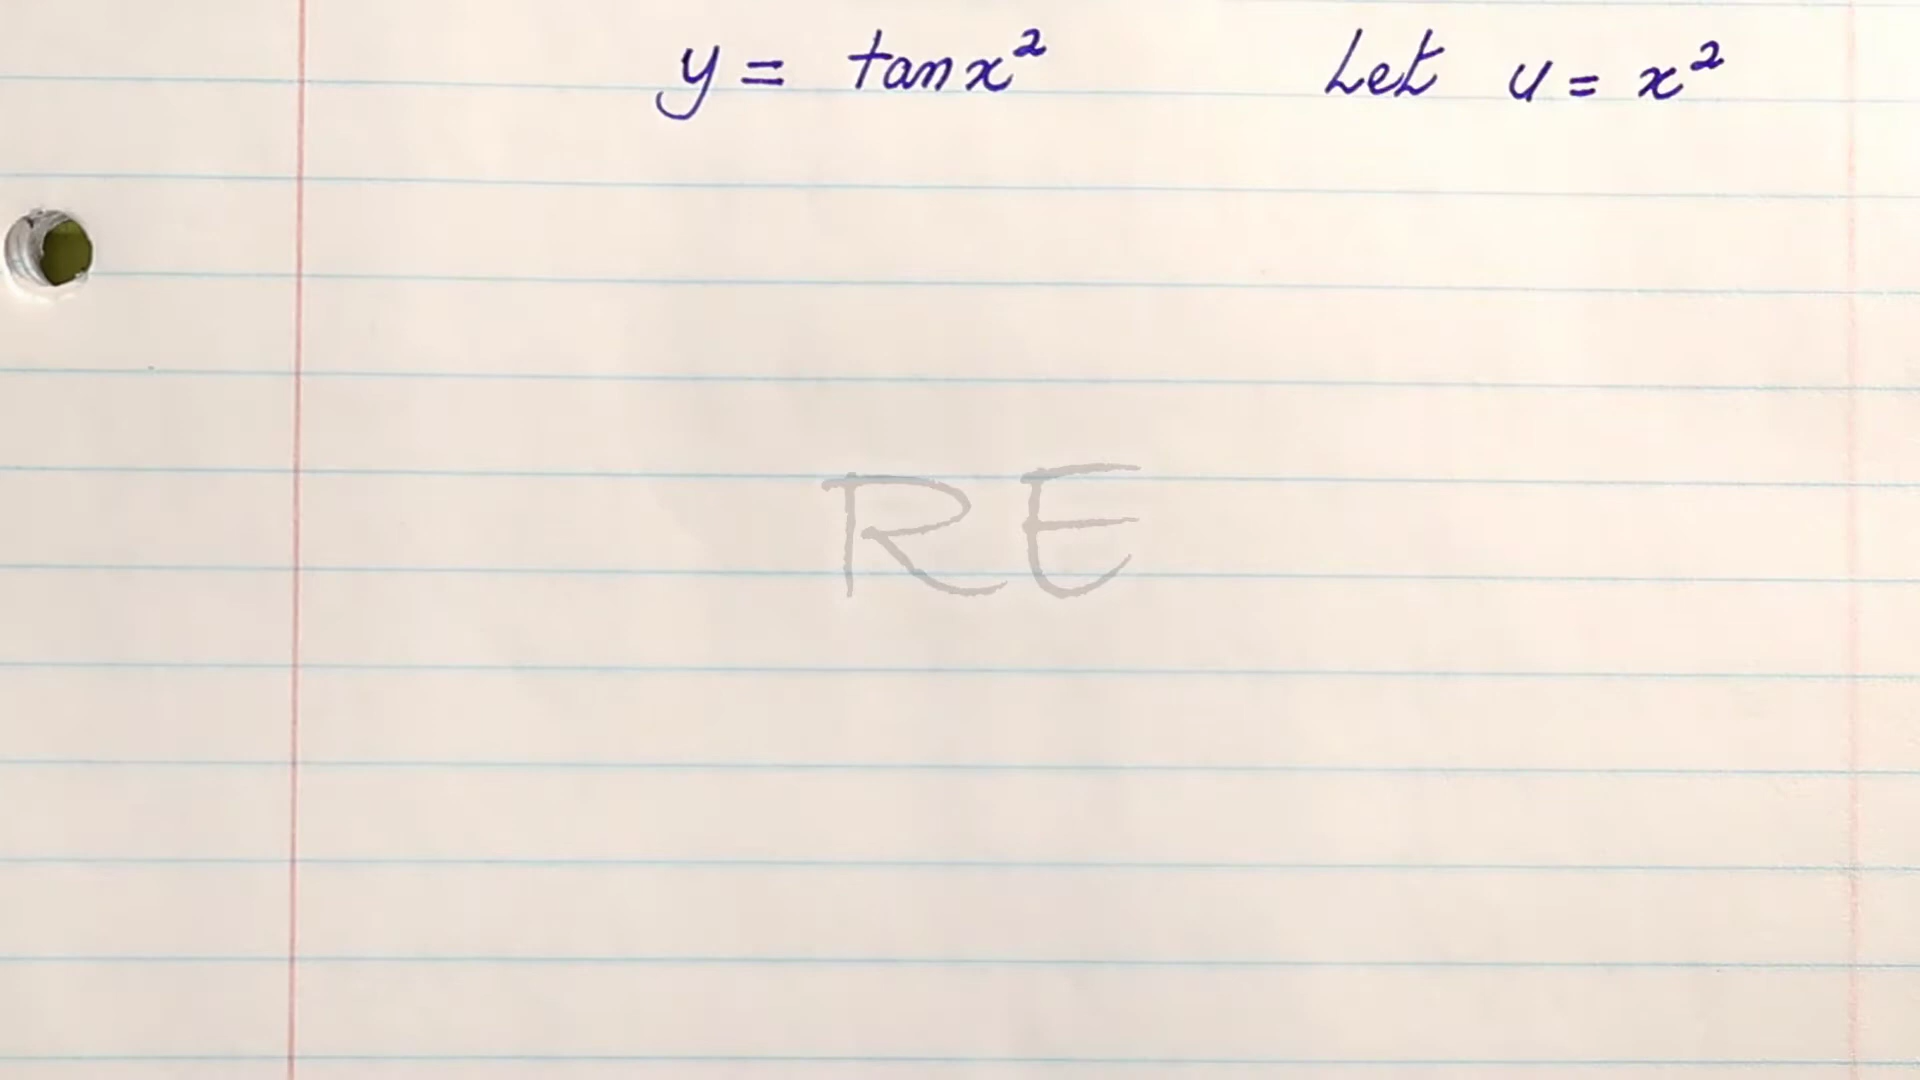 y = tan x² Let u = x²
RE